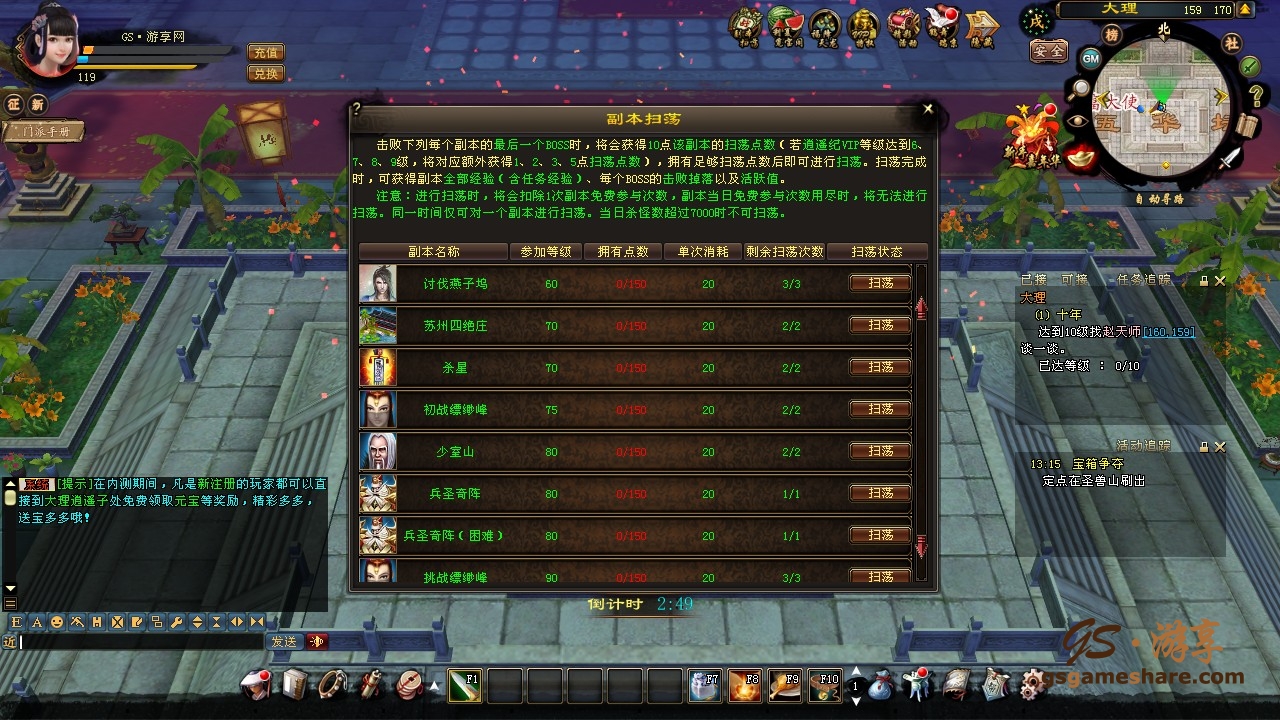 GS·游享网
119
充值
兑换
征 新
门派手册
戌
安全
大理 159 170
北
榜
社
GM
五 华 坛
自动寻路
?
副本扫荡
击败下列每个副本的最后一个BOSS时，将会获得10点该副本的扫荡点数（若逍遥纪VIP等级达到6、
7、8、9级，将对应额外获得1、2、3、5点扫荡点数），拥有足够扫荡点数后即可进行扫荡。扫荡完成
时，可获得副本全部经验（含任务经验）、每个BOSS的击败掉落以及活跃值。
注意：进行扫荡时，将会扣除1次副本免费参与次数，副本当日免费参与次数用尽时，将无法进行
扫荡。同一时间仅可对一个副本进行扫荡。当日杀怪数超过7000时不可扫荡。
副本名称 参加等级 拥有点数 单次消耗 剩余扫荡次数 扫荡状态
讨伐燕子坞 60 0/150 20 3/3 扫荡
苏州四绝庄 70 0/150 20 2/2 扫荡
杀星 70 0/150 20 2/2 扫荡
初战缥缈峰 75 0/150 20 2/2 扫荡
少室山 80 0/150 20 2/2 扫荡
兵圣奇阵 80 0/150 20 1/1 扫荡
兵圣奇阵（困难） 80 0/150 20 1/1 扫荡
挑战缥缈峰 90 0/150 20 3/3 扫荡
倒计时 2:49
已接 可接 任务追踪
大理
(1) 十年
达到10级找赵天师[160,159]
谈一谈。
已达等级 : 0/10
活动追踪
13:15 宝箱争夺
定点在圣兽山刷出
系统 [提示]在内测期间，凡是新注册的玩家都可以直
接到大理逍遥子处免费领取元宝等奖励，精彩多多，
送宝多多哦！
近
发送
F1 F7 F8 F9 F10 1
GS·游享
gsgameshare.com